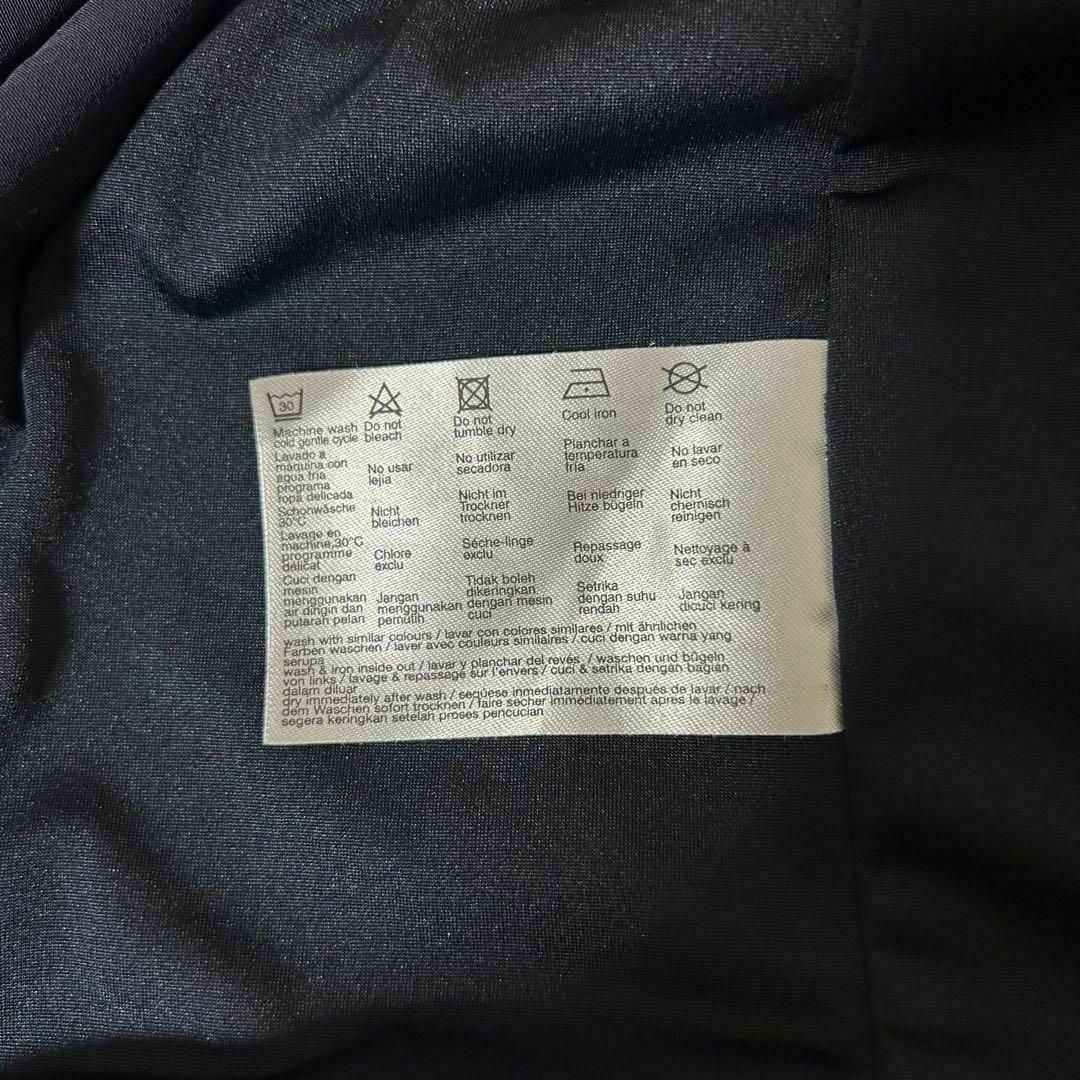 30
Machine wash
cold gentle cycle
Do not
bleach
Do not
tumble dry
Cool iron
Do not
dry clean
Lavado a
maquina con
agua fria
programa
ropa delicada
No usar
lejia
No utilizar
secadora
Planchar a
temperatura
fria
No lavar
en seco
Schonwäsche
30°C
Nicht
bleichen
Nicht im
Trockner
trocknen
Bei niedriger
Hitze bügeln
Nicht
chemisch
reinigen
Lavage en
machine,30°C
programme
délicat
Chlore
exclu
Séche-linge
exclu
Repassage
doux
Nettoyage à
sec exclu
Cuci dengan
mesin
menggunakan
air dingin dan
putaran pelan
Jangan
menggunakan
pemutih
Tidak boleh
dikeringkan
dengan mesin
cuci
Setrika
dengan suhu
rendah
Jangan
dicuci kering
wash with similar colours / lavar con colores similares / mit ähnlichen
Farben waschen / laver avec couleurs similaires / cuci dengan warna yang
serupa
wash & iron inside out / lavar y planchar del revés / waschen und bügeln
von links / lavage & repassage sur l'envers / cuci & setrika dengan bagian
dalam diluar
dry immediately after wash / sequese inmediatamente después de lavar / nach
dem Waschen sofort trocknen / faire secher immédiatement apres le lavage /
segera keringkan setelah proses pencucian